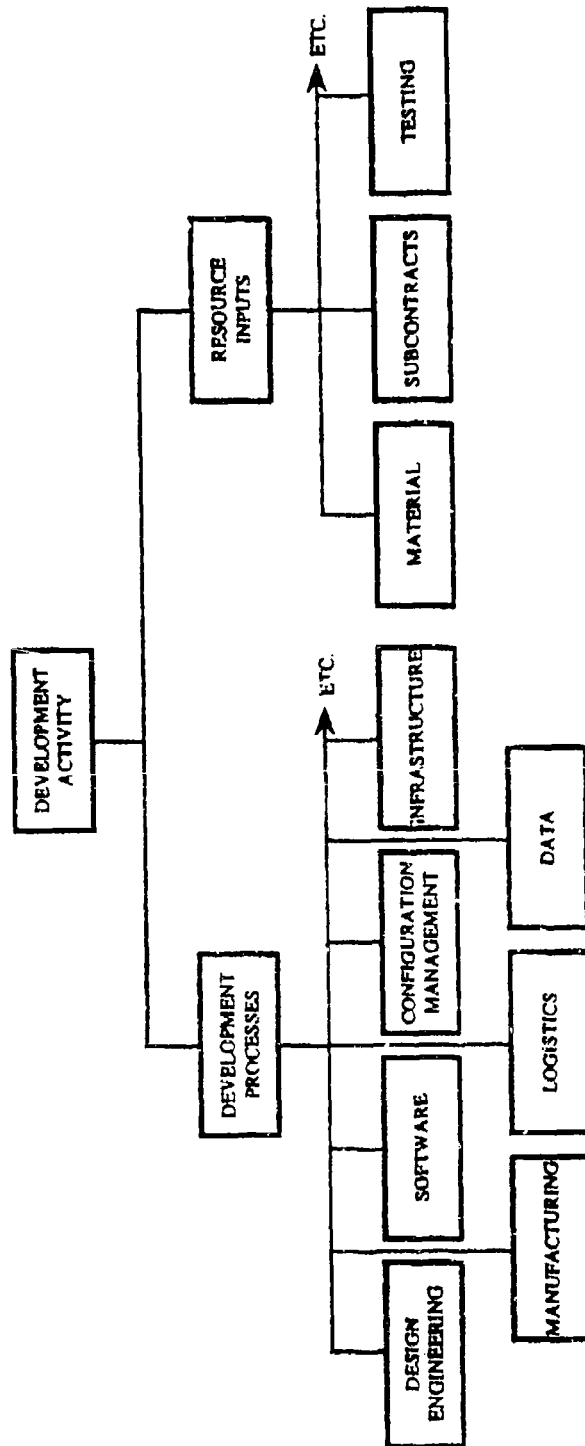 DEVELOPMENT
ACTIVITY
DEVELOPMENT
PROCESSES
RESOURCE
INPUTS
ETC.
ETC.
DESIGN
ENGINEERING
SOFTWARE
CONFIGURATION
MANAGEMENT
INFRASTRUCTURE
MATERIAL
SUBCONTRACTS
TESTING
MANUFACTURING
LOGISTICS
DATA